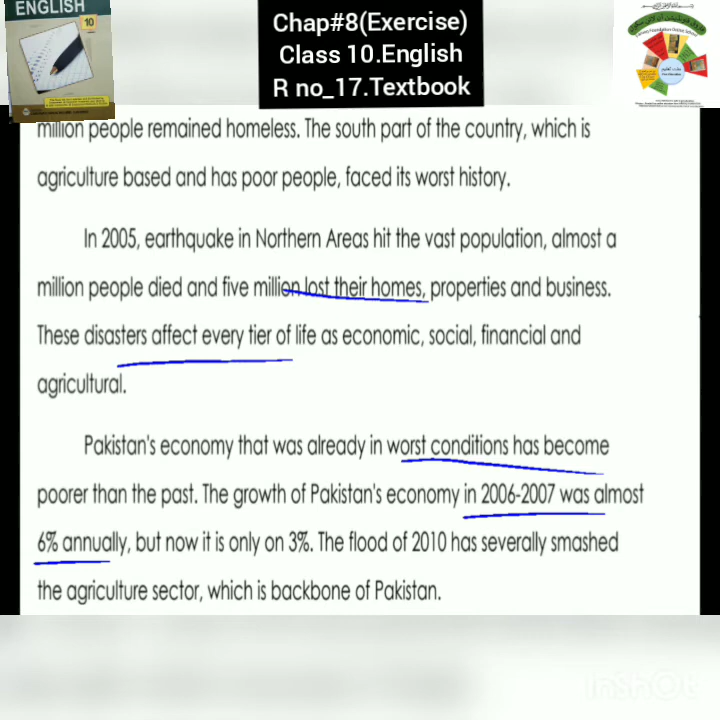 ENGLISH
10
Chap#8(Exercise)
Class 10.English
R no_17.Textbook
million people remained homeless. The south part of the country, which is
agriculture based and has poor people, faced its worst history.
In 2005, earthquake in Northern Areas hit the vast population, almost a
million people died and five million lost their homes, properties and business.
These disasters affect every tier of life as economic, social, financial and
agricultural.
Pakistan's economy that was already in worst conditions has become
poorer than the past. The growth of Pakistan's economy in 2006-2007 was almost
6% annually, but now it is only on 3%. The flood of 2010 has severally smashed
the agriculture sector, which is backbone of Pakistan.
InShOt